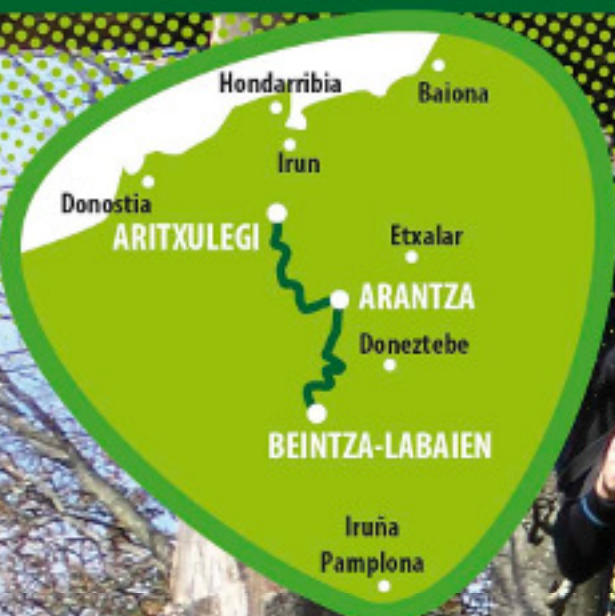 Hondarribia
Baiona
Irun
Donostia
ARITXULEGI
Etxalar
ARANTZA
Doneztebe
BEINTZA-LABAIEN
Iruña
Pamplona